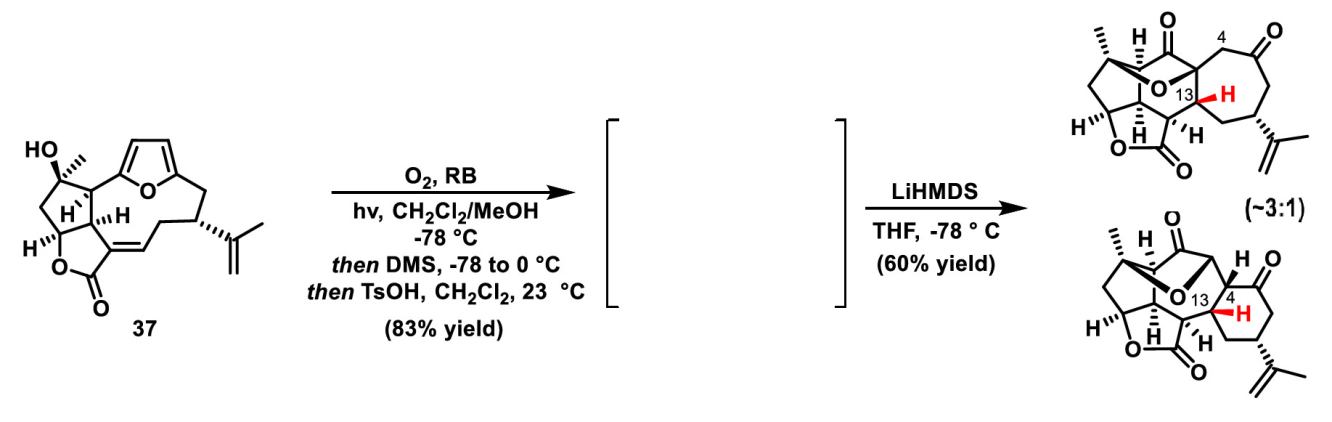 HO
O
H
H
H
O
O
37
O₂, RB
hν, CH₂Cl₂/MeOH
-78 °C
then DMS, -78 to 0 °C
then TsOH, CH₂Cl₂, 23 °C
(83% yield)
LiHMDS
THF, -78 ° C
(60% yield)
H
O
4
O
O
13
H
H
H
H
O
O
(~3:1)
H
O
H
O
O
13
4
H
H
H
H
O
O